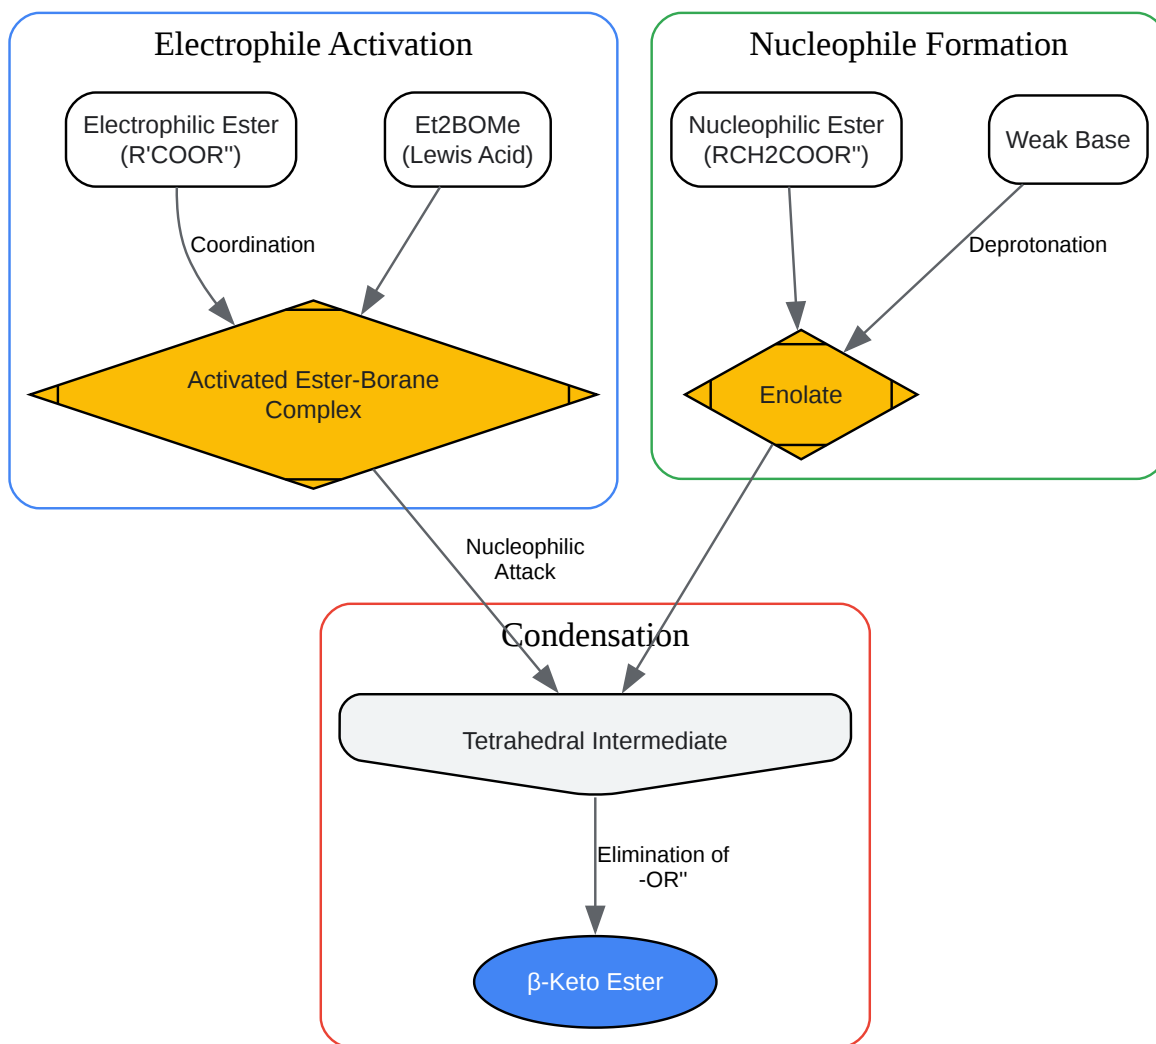 Electrophile Activation
Nucleophile Formation
Electrophilic Ester
(R'COOR'')
Et2BOMe
(Lewis Acid)
Nucleophilic Ester
(RCH2COOR'')
Weak Base
Coordination
Deprotonation
Activated Ester-Borane
Complex
Enolate
Nucleophilic
Attack
Condensation
Tetrahedral Intermediate
Elimination of
-OR''
β-Keto Ester